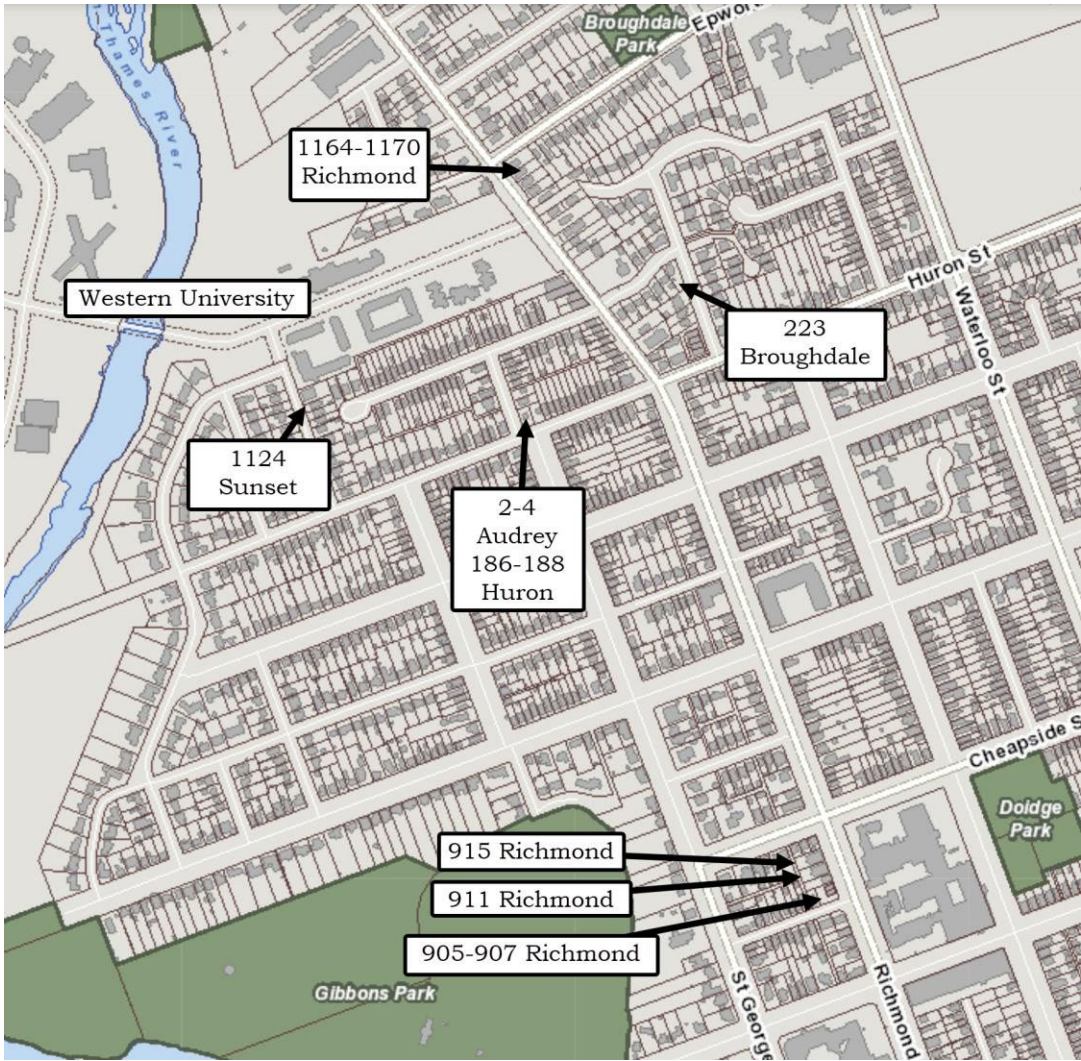 Broughdale
Park
Epworth
Thames River
1164-1170
Richmond
Huron St
Western University
Waterloo St
223
Broughdale
1124
Sunset
2-4
Audrey
186-188
Huron
Cheapside S
Doidge
Park
915 Richmond
911 Richmond
905-907 Richmond
Gibbons Park
St George
Richmond